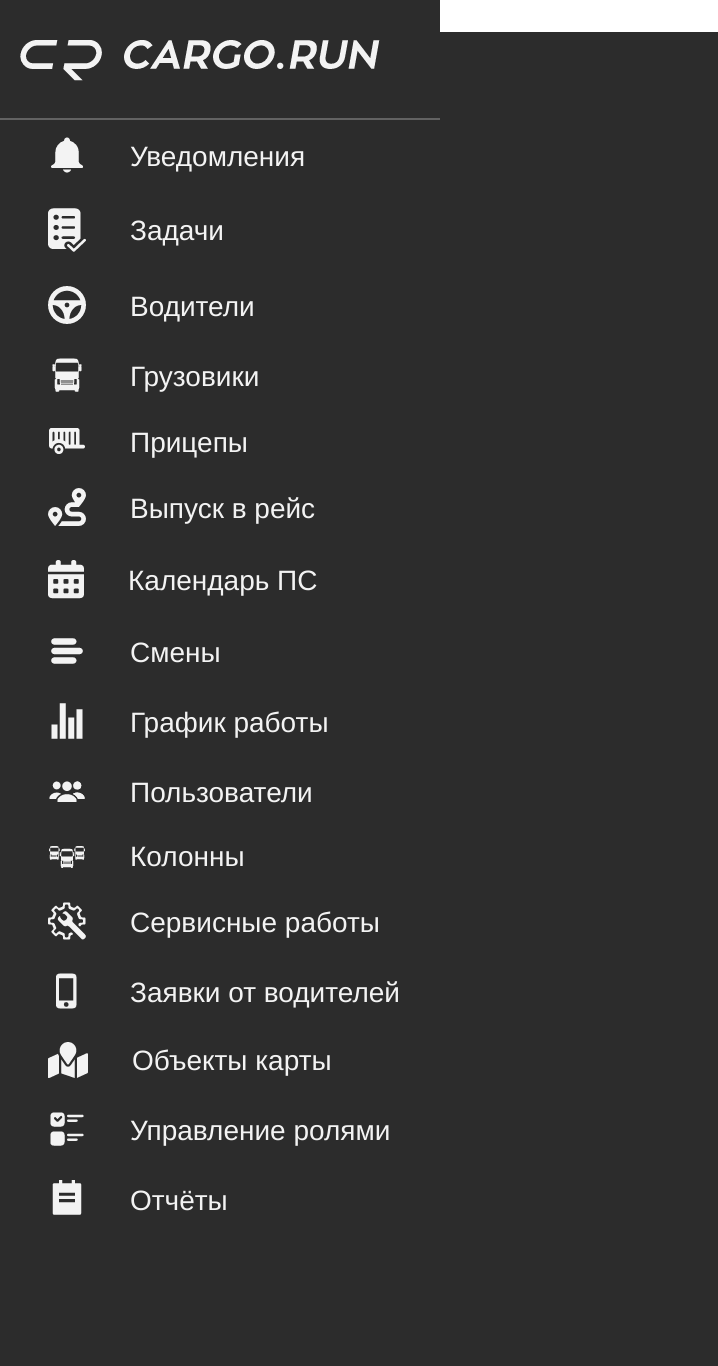 CARGO.RUN
Уведомления
Задачи
Водители
Грузовики
Прицепы
Выпуск в рейс
Календарь ПС
Смены
График работы
Пользователи
Колонны
Сервисные работы
Заявки от водителей
Объекты карты
Управление ролями
Отчёты